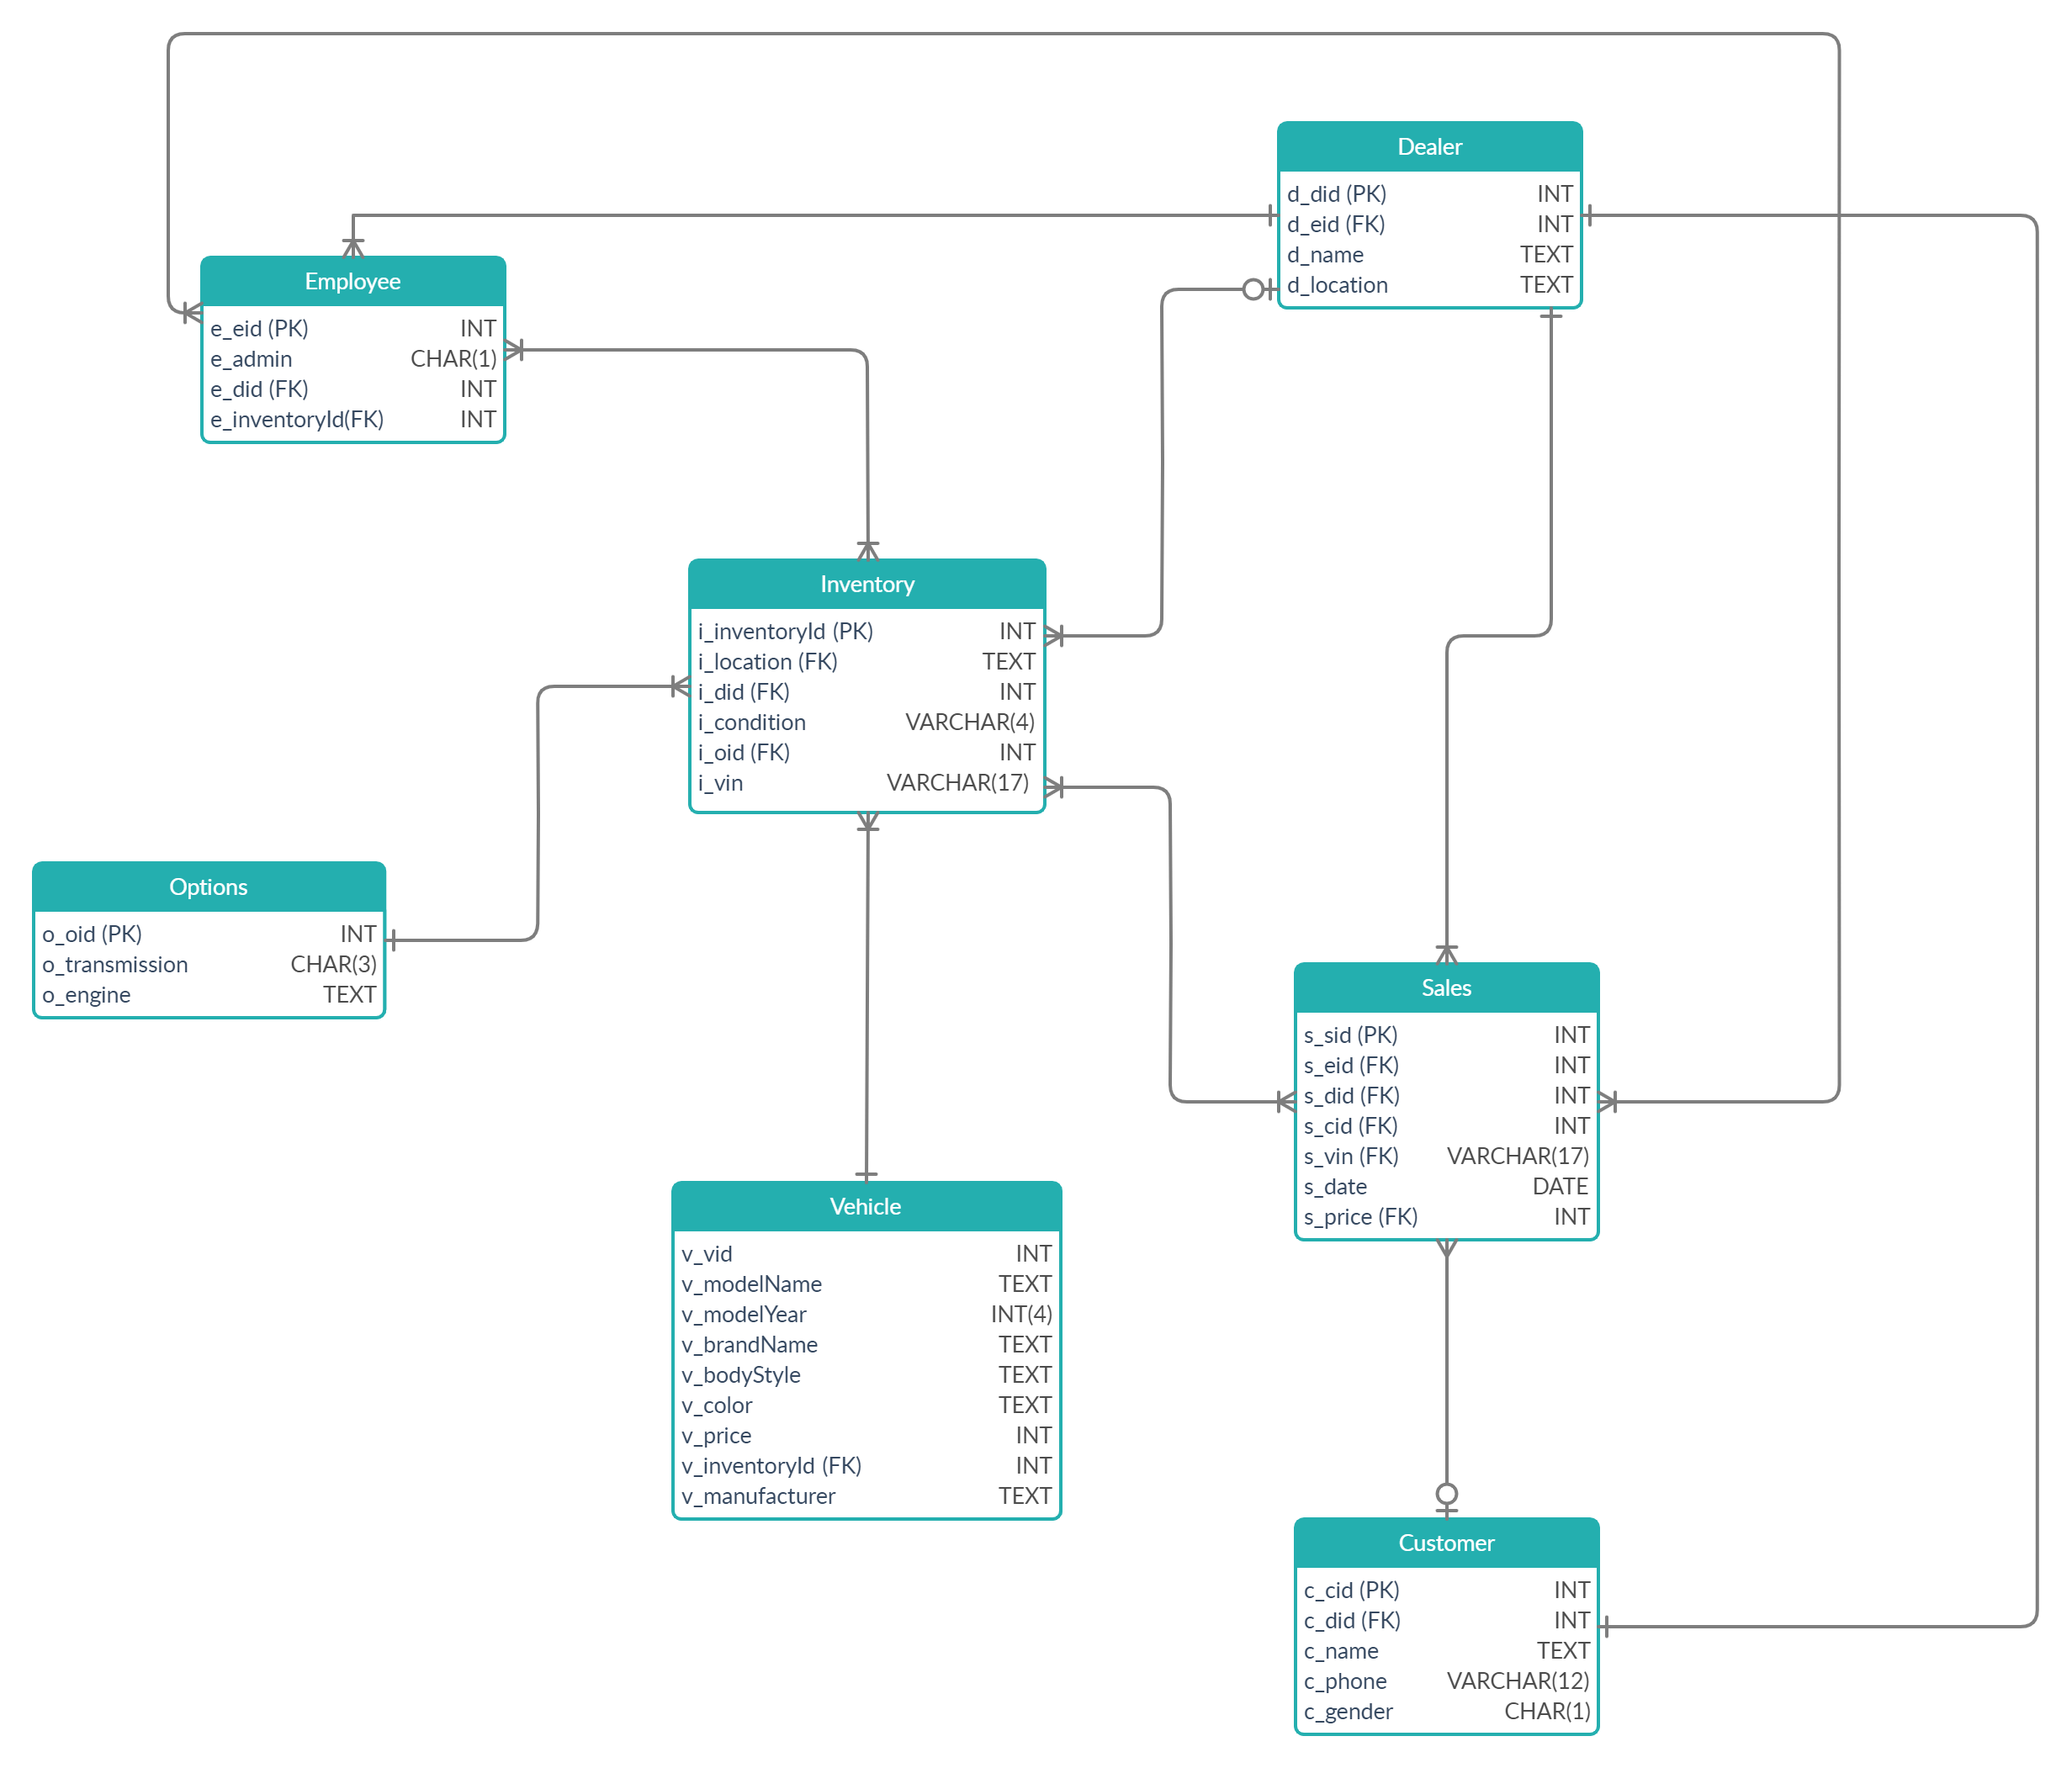 Dealer
d_did (PK) INT
d_eid (FK) INT
d_name TEXT
d_location TEXT
Employee
e_eid (PK) INT
e_admin CHAR(1)
e_did (FK) INT
e_inventoryId(FK) INT
Inventory
i_inventoryId (PK) INT
i_location (FK) TEXT
i_did (FK) INT
i_condition VARCHAR(4)
i_oid (FK) INT
i_vin VARCHAR(17)
Options
o_oid (PK) INT
o_transmission CHAR(3)
o_engine TEXT
Sales
s_sid (PK) INT
s_eid (FK) INT
s_did (FK) INT
s_cid (FK) INT
s_vin (FK) VARCHAR(17)
s_date DATE
s_price (FK) INT
Vehicle
v_vid INT
v_modelName TEXT
v_modelYear INT(4)
v_brandName TEXT
v_bodyStyle TEXT
v_color TEXT
v_price INT
v_inventoryId (FK) INT
v_manufacturer TEXT
Customer
c_cid (PK) INT
c_did (FK) INT
c_name TEXT
c_phone VARCHAR(12)
c_gender CHAR(1)